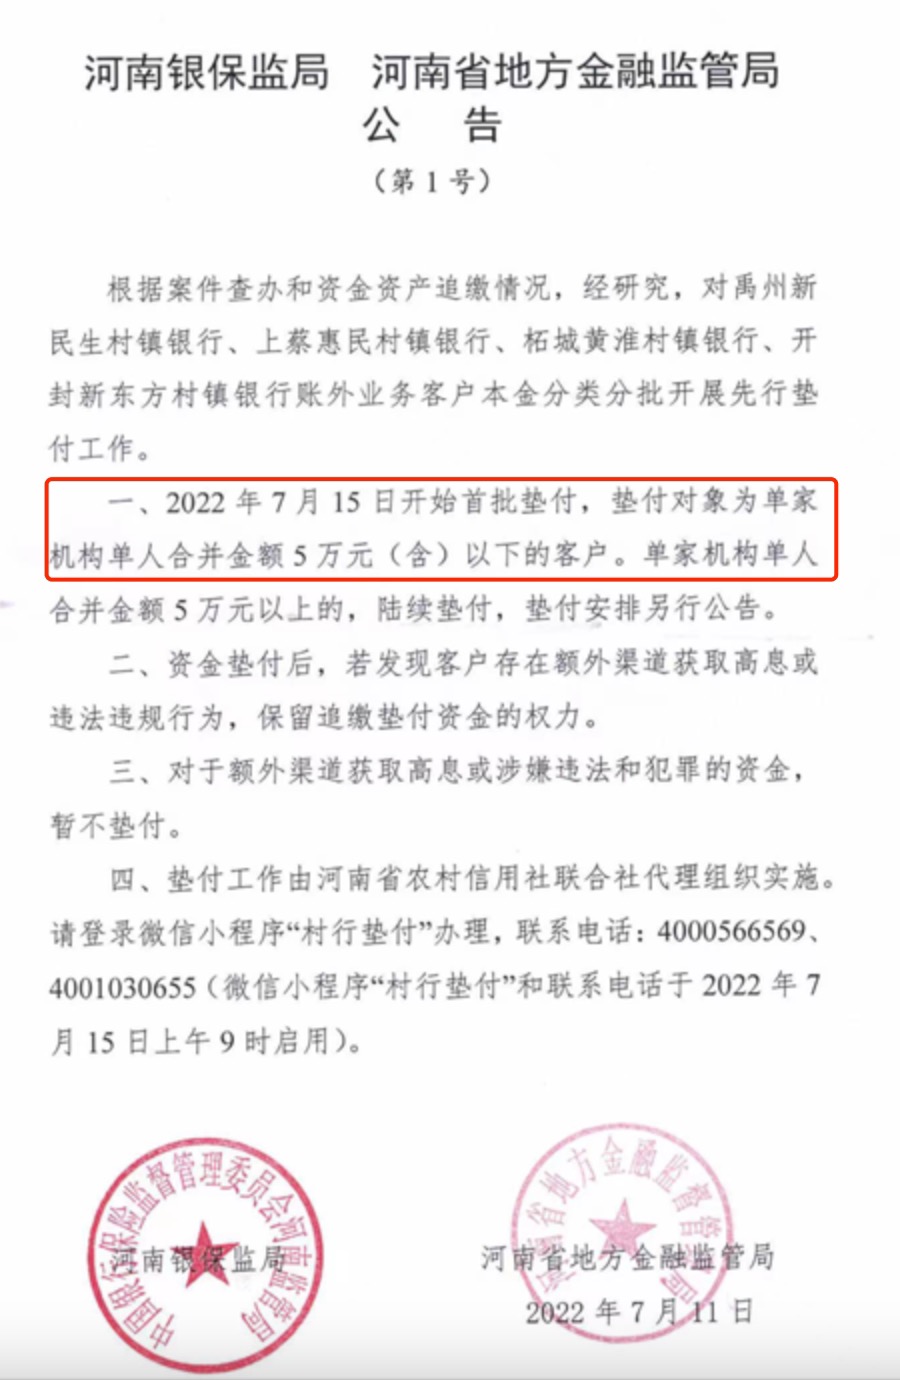 河南银保监局 河南省地方金融监管局
公 告
（第 1 号）
根据案件查办和资金资产追缴情况，经研究，对禹州新
民生村镇银行、上蔡惠民村镇银行、柘城黄淮村镇银行、开
封新东方村镇银行账外业务客户本金分类分批开展先行垫
付工作。
一、2022 年 7 月 15 日开始首批垫付，垫付对象为单家
机构单人合并金额 5 万元（含）以下的客户。单家机构单人
合并金额 5 万元以上的，陆续垫付，垫付安排另行公告。
二、资金垫付后，若发现客户存在额外渠道获取高息或
违法违规行为，保留追缴垫付资金的权力。
三、对于额外渠道获取高息或涉嫌违法和犯罪的资金，
暂不垫付。
四、垫付工作由河南省农村信用社联合社代理组织实施。
请登录微信小程序“村行垫付”办理，联系电话：4000566569、
4001030655（微信小程序“村行垫付”和联系电话于 2022 年 7
月 15 日上午 9 时启用）。
中国银行保险监督管理委员会河南监管局
河南银保监局
河南省地方金融监督管理局
河南省地方金融监管局
2022 年 7 月 11 日